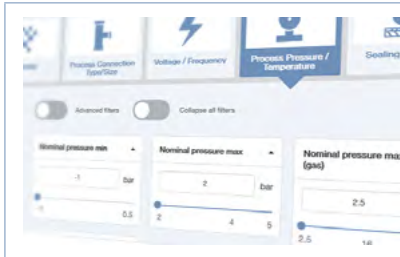 Process Connection
Type/Size
Voltage / Frequency
Process Pressure /
Temperature
Sealing
Advanced filters
Collapse all filters
Nominal pressure min
-1
bar
-1
0.5
Nominal pressure max
2
bar
2
4
5
Nominal pressure max
(gas)
2.5
2.5
16